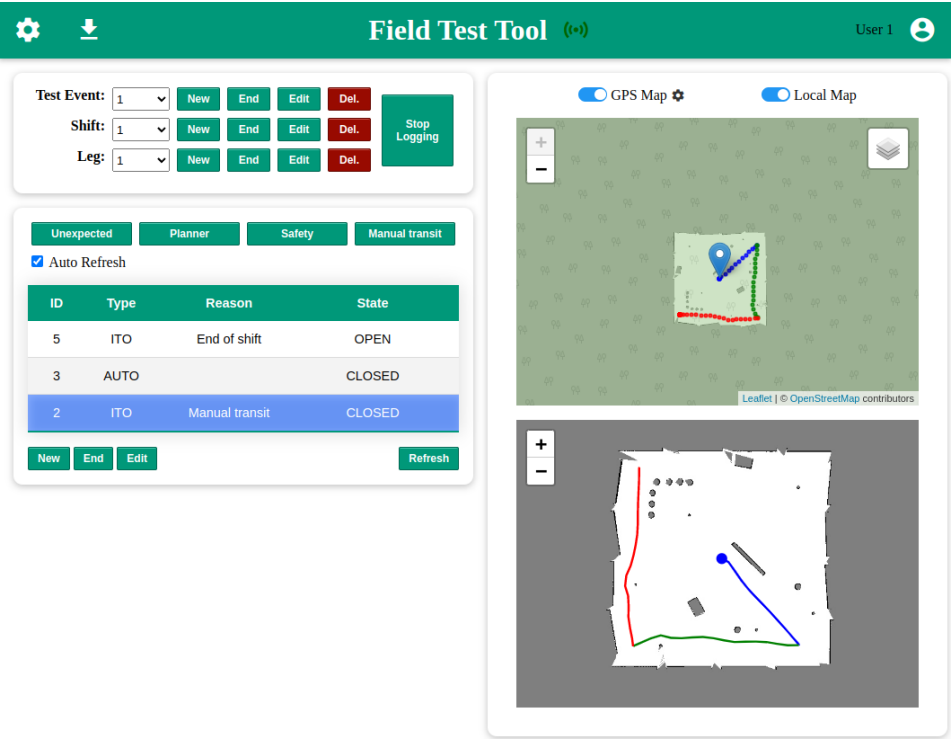 Field Test Tool
User 1
Test Event: 1 New End Edit Del.
Shift: 1 New End Edit Del.
Leg: 1 New End Edit Del.
Stop
Logging
Unexpected Planner Safety Manual transit
Auto Refresh
ID Type Reason State
5 ITO End of shift OPEN
3 AUTO CLOSED
2 ITO Manual transit CLOSED
New End Edit Refresh
GPS Map Local Map
+
−
Leaflet | © OpenStreetMap contributors
+
−